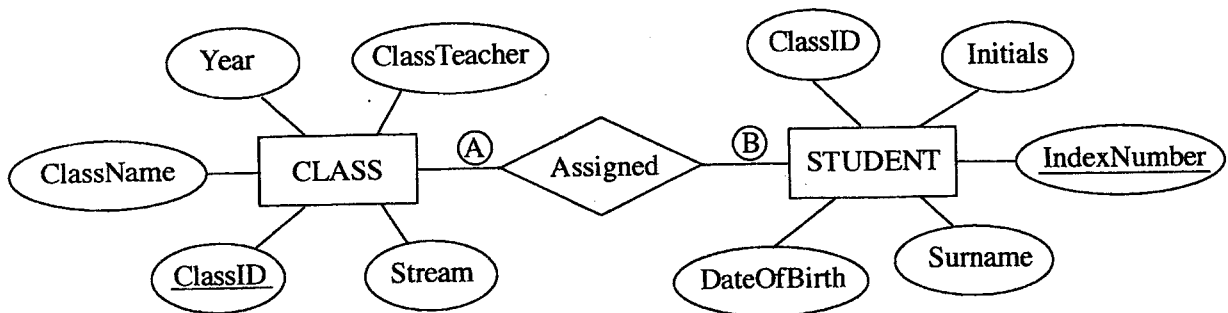 Year
ClassTeacher
ClassID
Initials
ClassName
CLASS
A
Assigned
B
STUDENT
IndexNumber
ClassID
Stream
DateOfBirth
Surname